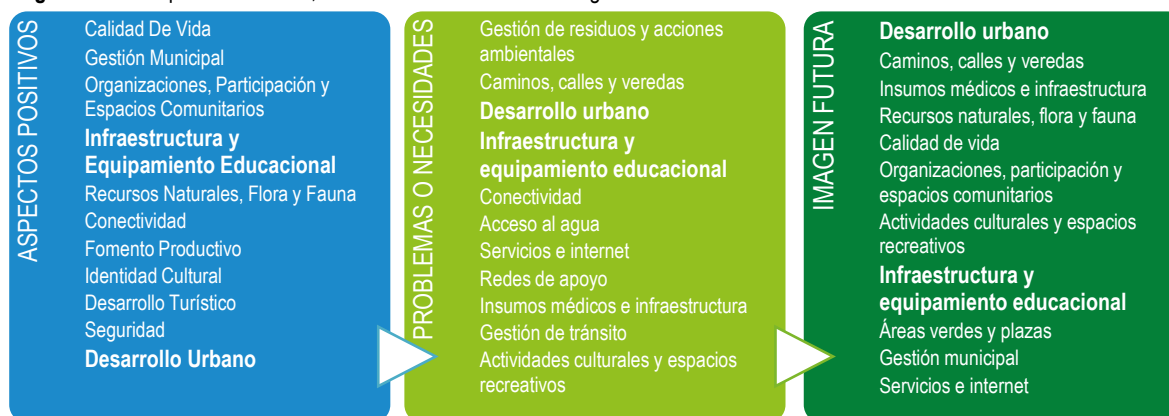 ASPECTOS POSITIVOS
Calidad De Vida
Gestión Municipal
Organizaciones, Participación y
Espacios Comunitarios
Infraestructura y
Equipamiento Educacional
Recursos Naturales, Flora y Fauna
Conectividad
Fomento Productivo
Identidad Cultural
Desarrollo Turístico
Seguridad
Desarrollo Urbano
PROBLEMAS O NECESIDADES
Gestión de residuos y acciones
ambientales
Caminos, calles y veredas
Desarrollo urbano
Infraestructura y
equipamiento educacional
Conectividad
Acceso al agua
Servicios e internet
Redes de apoyo
Insumos médicos e infraestructura
Gestión de tránsito
Actividades culturales y espacios
recreativos
IMAGEN FUTURA
Desarrollo urbano
Caminos, calles y veredas
Insumos médicos e infraestructura
Recursos naturales, flora y fauna
Calidad de vida
Organizaciones, participación y
espacios comunitarios
Actividades culturales y espacios
recreativos
Infraestructura y
equipamiento educacional
Áreas verdes y plazas
Gestión municipal
Servicios e internet